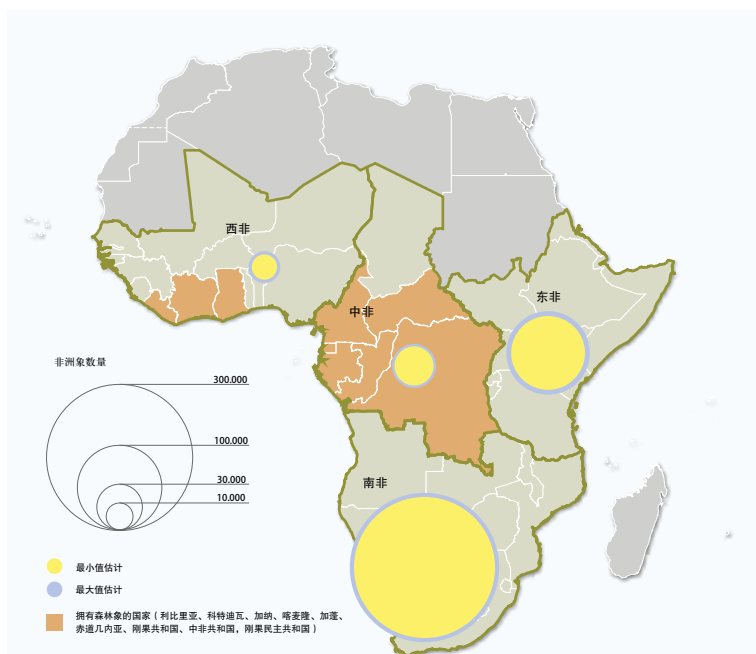 西非
中非
东非
南非
非洲象数量
300.000
100.000
30.000
10.000
最小值估计
最大值估计
拥有森林象的国家（利比里亚、科特迪瓦、加纳、喀麦隆、加蓬、
赤道几内亚、刚果共和国、中非共和国，刚果民主共和国）